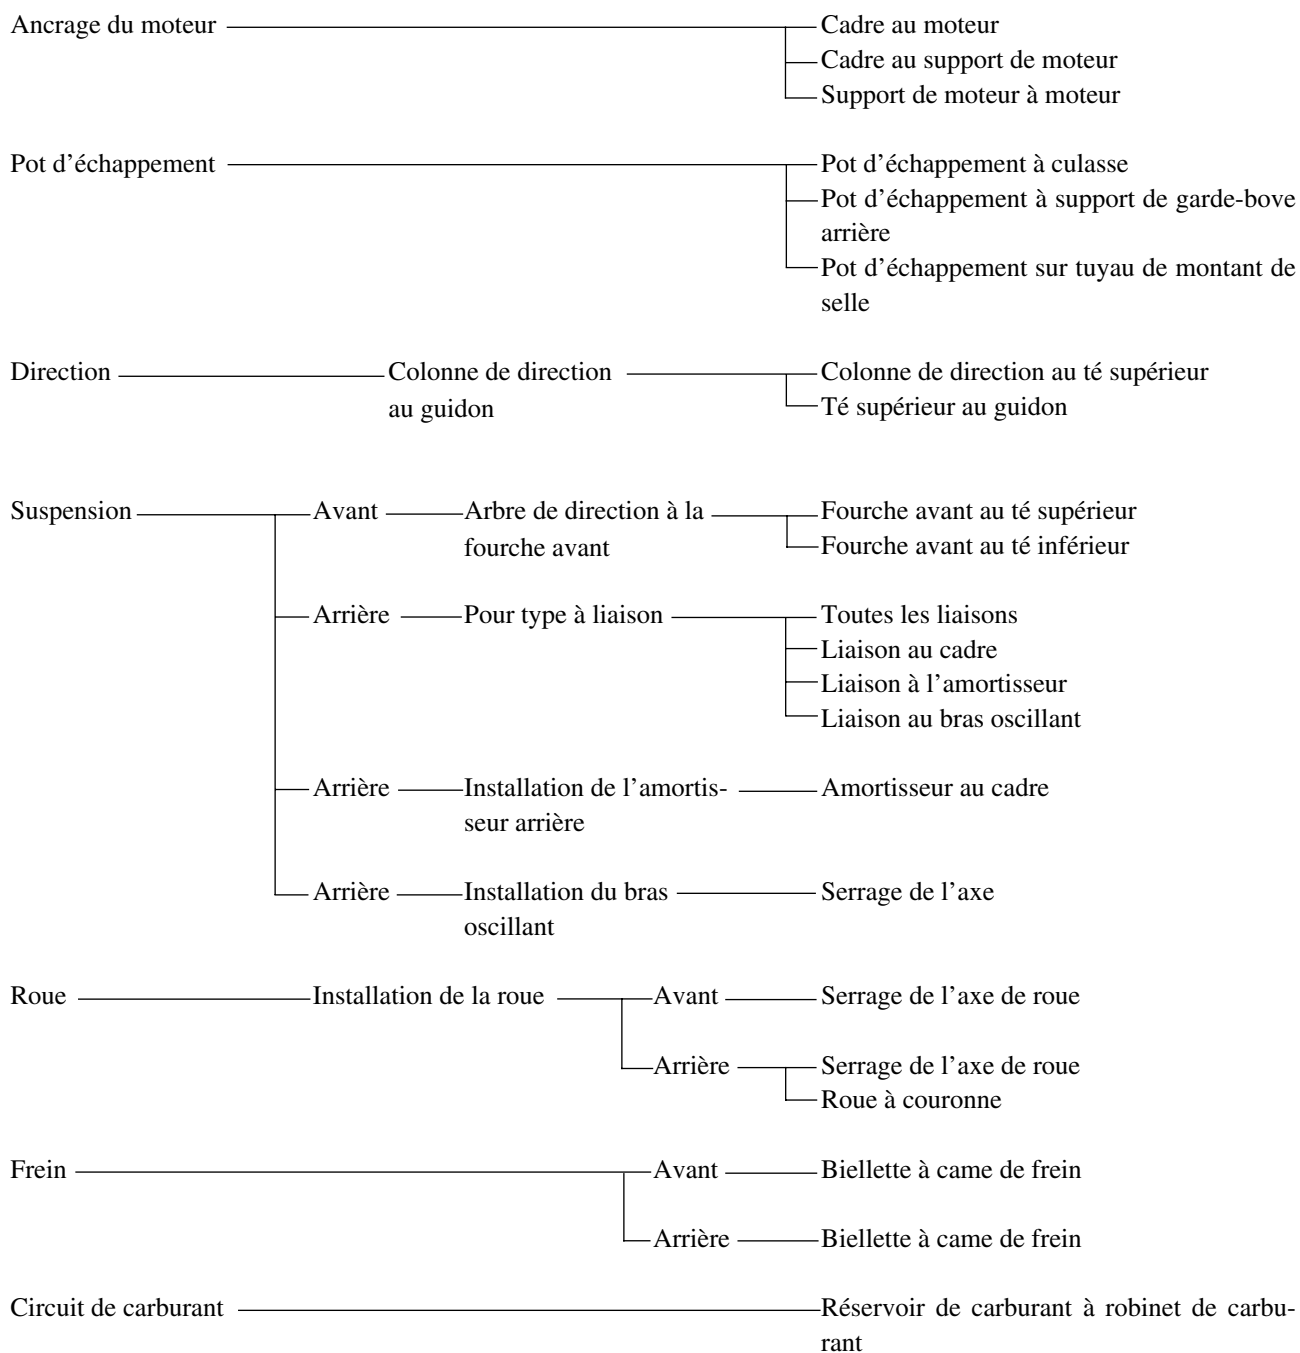 Ancrage du moteur Cadre au moteur
Cadre au support de moteur
Support de moteur à moteur
Pot d’échappement Pot d’échappement à culasse
Pot d’échappement à support de garde-bove
arrière
Pot d’échappement sur tuyau de montant de
selle
Direction Colonne de direction Colonne de direction au té supérieur
au guidon Té supérieur au guidon
Suspension Avant Arbre de direction à la Fourche avant au té supérieur
fourche avant Fourche avant au té inférieur
Arrière Pour type à liaison Toutes les liaisons
Liaison au cadre
Liaison à l’amortisseur
Liaison au bras oscillant
Arrière Installation de l’amortis- Amortisseur au cadre
seur arrière
Arrière Installation du bras Serrage de l’axe
oscillant
Roue Installation de la roue Avant Serrage de l’axe de roue
Arrière Serrage de l’axe de roue
Roue à couronne
Frein Avant Biellette à came de frein
Arrière Biellette à came de frein
Circuit de carburant Réservoir de carburant à robinet de carbu-
rant